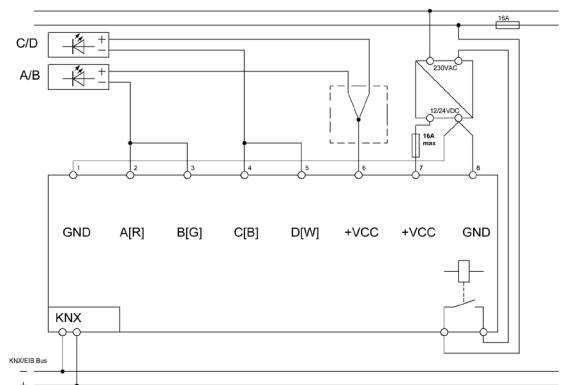 16A
C/D
+
−
A/B
+
−
230VAC
12/24VDC
16A
max
1 2 3 4 5 6 7 8
GND A[R] B[G] C[B] D[W] +VCC +VCC GND
KNX
KNX/EIB Bus
−
+